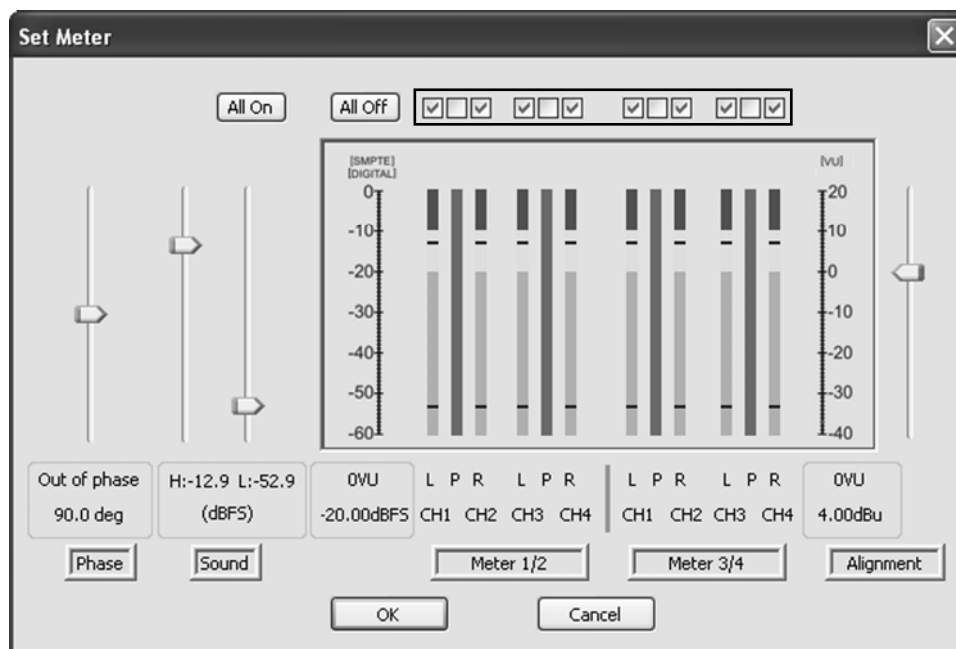 Set Meter
All On All Off
[SMPTE] [VU]
[DIGITAL]
0 20
-10 10
-20 0
-30 -10
-40 -20
-50 -30
-60 -40
Out of phase H:-12.9 L:-52.9 0VU L P R L P R L P R L P R 0VU
90.0 deg (dBFS) -20.00dBFS CH1 CH2 CH3 CH4 CH1 CH2 CH3 CH4 4.00dBu
Phase Sound Meter 1/2 Meter 3/4 Alignment
OK Cancel